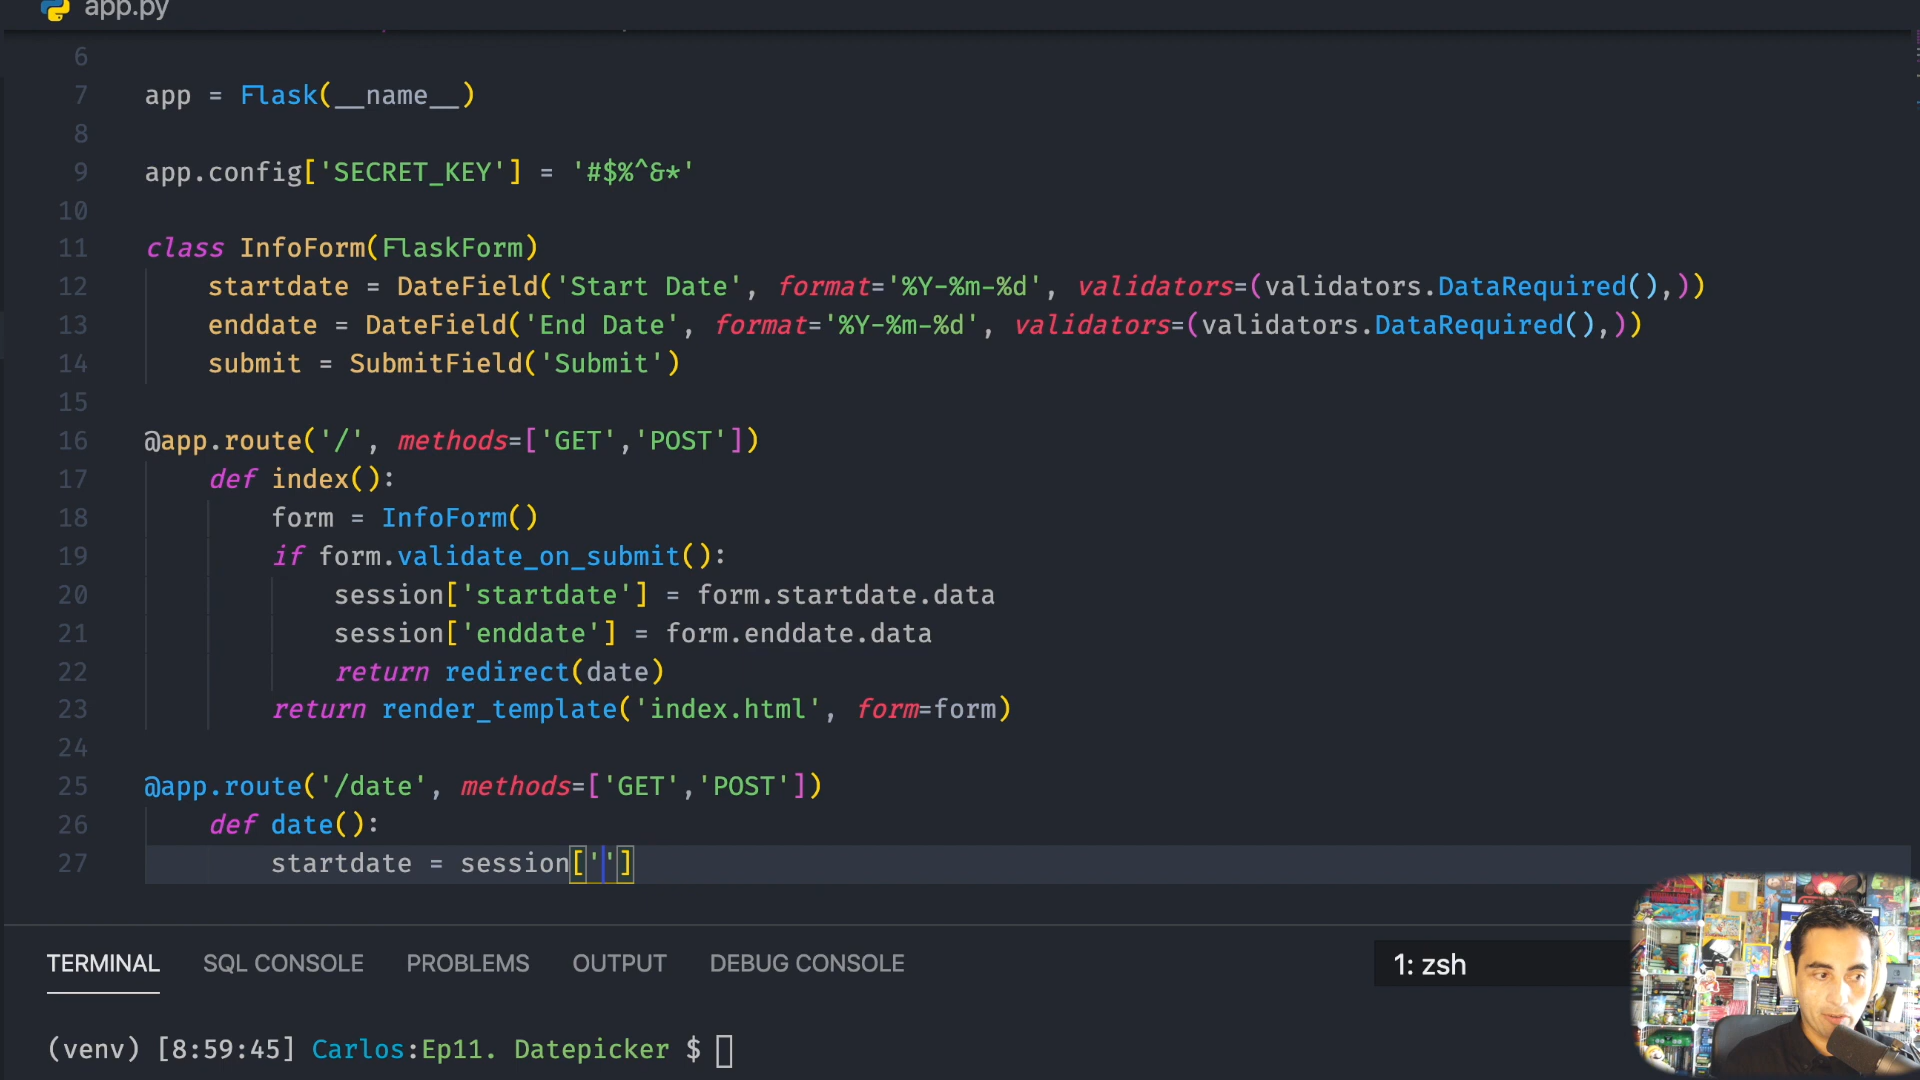 app.py
6
7 app = Flask(__name__)
8
9 app.config['SECRET_KEY'] = '#$%^&*'
10
11 class InfoForm(FlaskForm)
12 startdate = DateField('Start Date', format='%Y-%m-%d', validators=(validators.DataRequired(),))
13 enddate = DateField('End Date', format='%Y-%m-%d', validators=(validators.DataRequired(),))
14 submit = SubmitField('Submit')
15
16 @app.route('/', methods=['GET','POST'])
17 def index():
18 form = InfoForm()
19 if form.validate_on_submit():
20 session['startdate'] = form.startdate.data
21 session['enddate'] = form.enddate.data
22 return redirect(date)
23 return render_template('index.html', form=form)
24
25 @app.route('/date', methods=['GET','POST'])
26 def date():
27 startdate = session['']
TERMINAL SQL CONSOLE PROBLEMS OUTPUT DEBUG CONSOLE 1: zsh
(venv) [8:59:45] Carlos:Ep11. Datepicker $